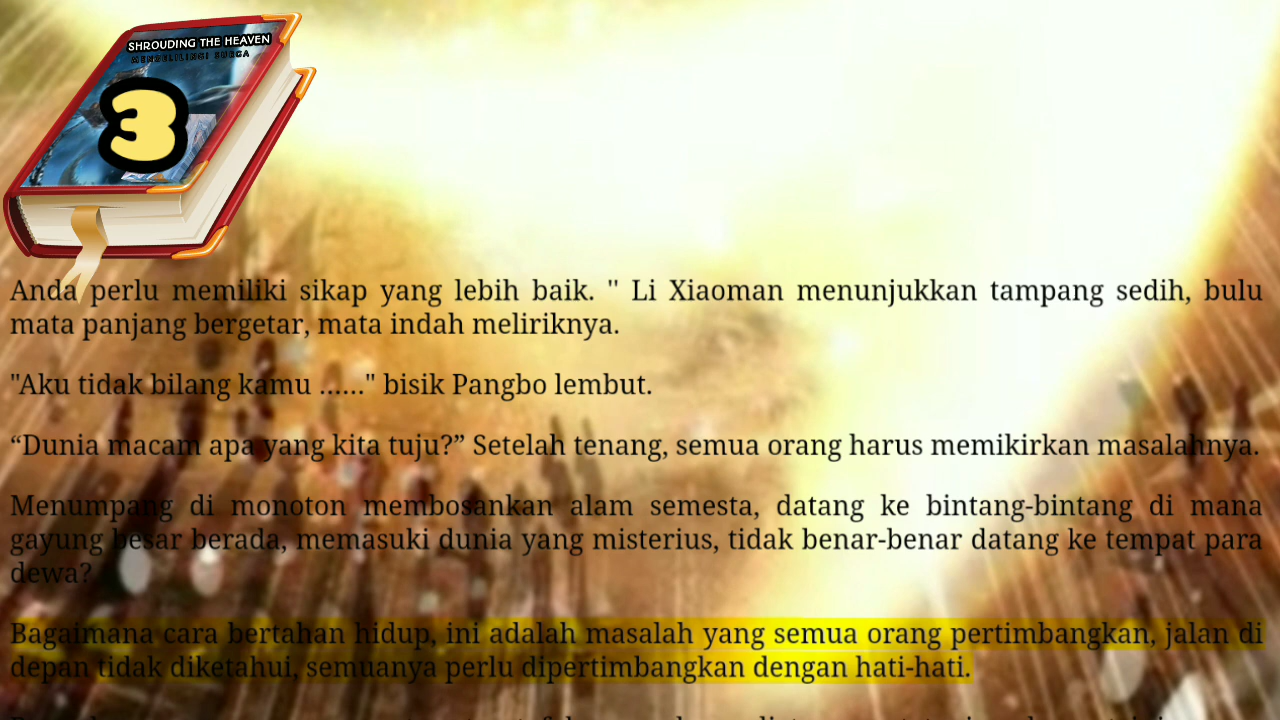 SHROUDING THE HEAVEN
MENGELILINGI SURGA
3
Anda perlu memiliki sikap yang lebih baik. '' Li Xiaoman menunjukkan tampang sedih, bulu
mata panjang bergetar, mata indah meliriknya.
"Aku tidak bilang kamu ......" bisik Pangbo lembut.
“Dunia macam apa yang kita tuju?” Setelah tenang, semua orang harus memikirkan masalahnya.
Menumpang di monoton membosankan alam semesta, datang ke bintang-bintang di mana
gayung besar berada, memasuki dunia yang misterius, tidak benar-benar datang ke tempat para
dewa?
Bagaimana cara bertahan hidup, ini adalah masalah yang semua orang pertimbangkan, jalan di
depan tidak diketahui, semuanya perlu dipertimbangkan dengan hati-hati.